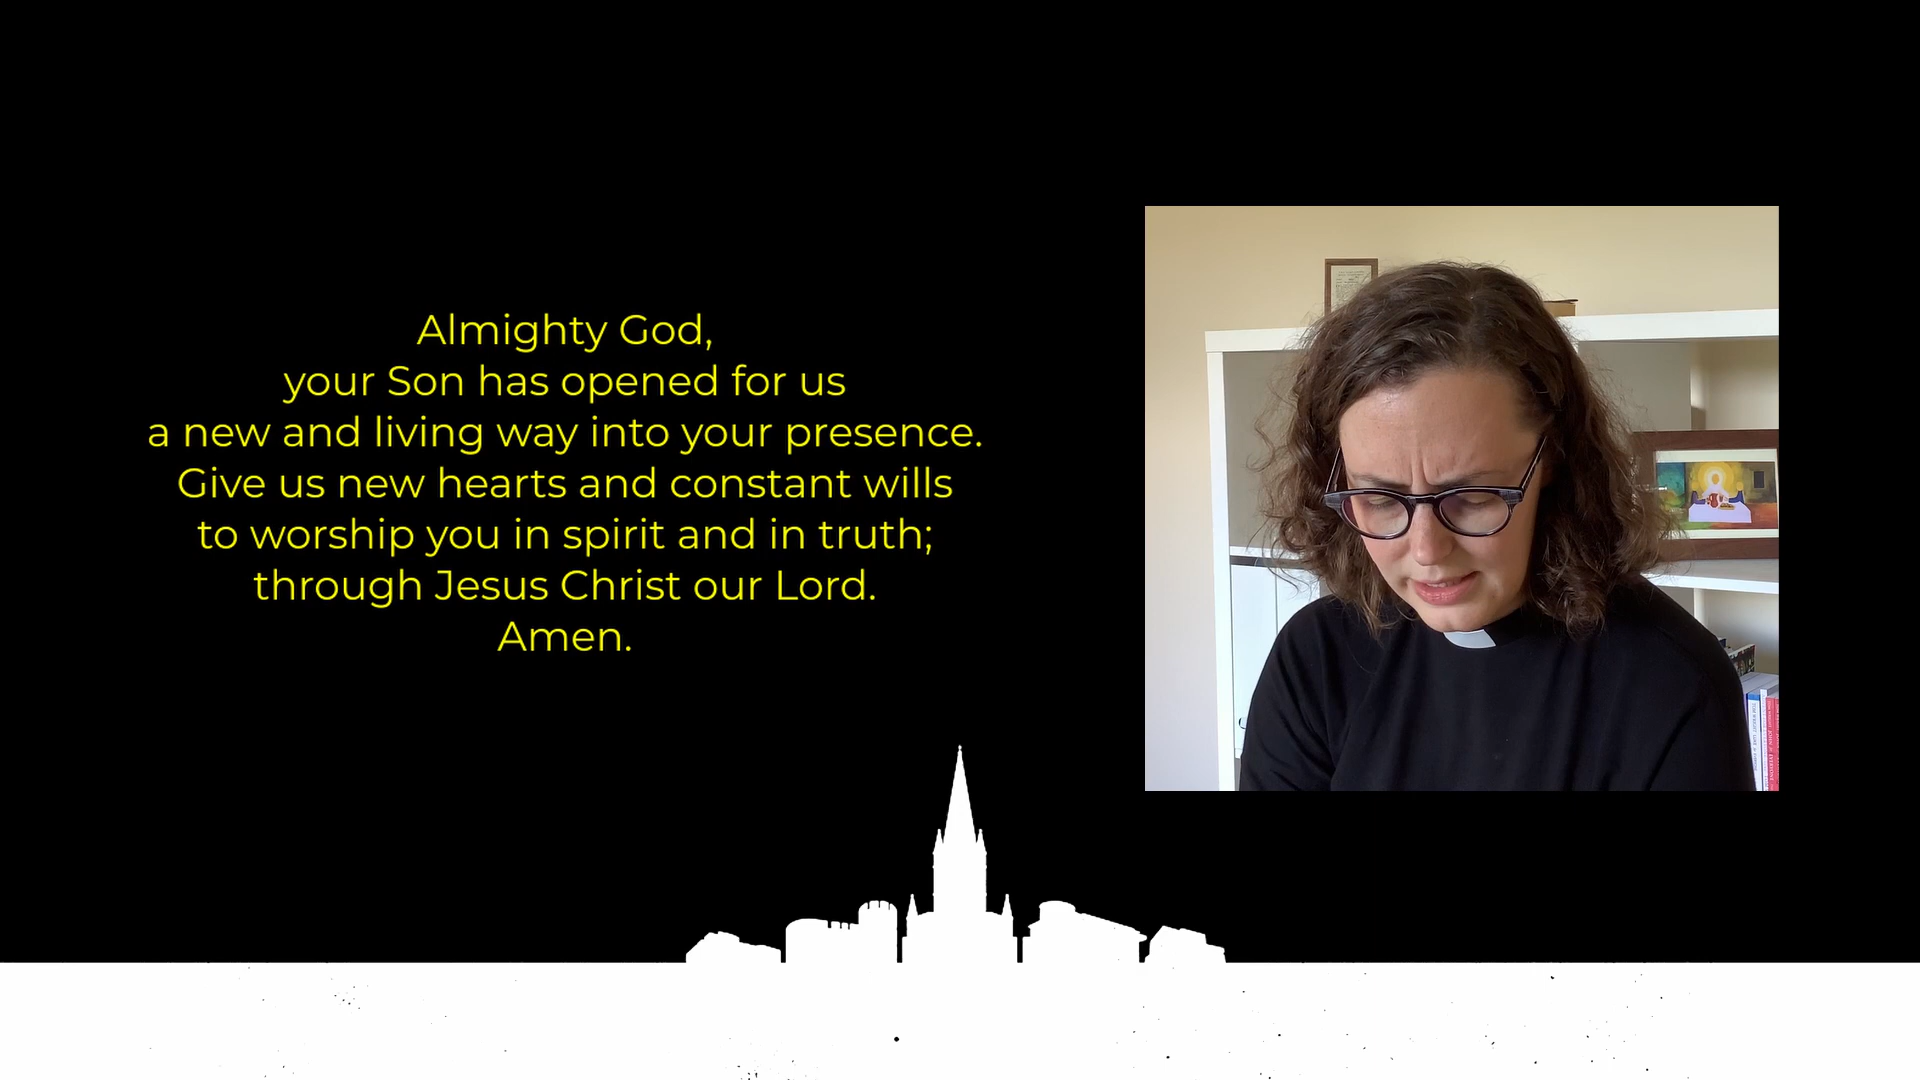 Almighty God,
your Son has opened for us
a new and living way into your presence.
Give us new hearts and constant wills
to worship you in spirit and in truth;
through Jesus Christ our Lord.
Amen.